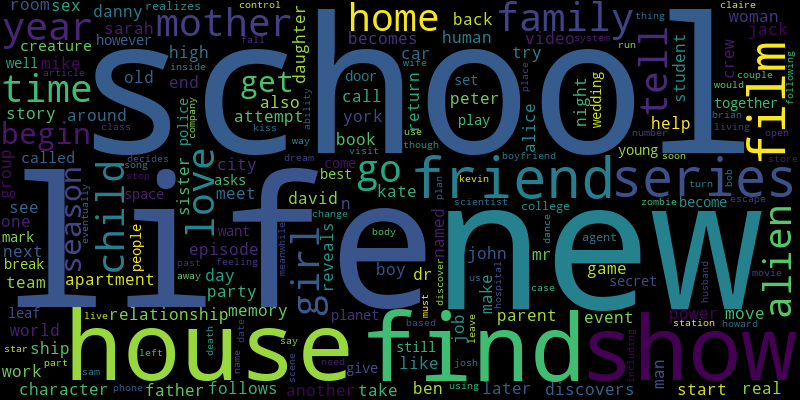 school
life
new
house
find
show
friend
series
family
film
home
mother
year
time
begin
get
go
love
child
girl
season
alien
tell
room
sex
danny
realizes
control
claire
sarah
back
woman
thing
jack
however
becomes
human
video
system
creature
high
daughter
fall
car
try
run
crew
well
mike
old
door
set
student
couple
article
inside
wife
place
would
following
end
also
call
return
peter
night
wedding
together
story
around
police
company
ability
york
play
attempt
book
use
alice
help
number
brian
living
open
class
kiss
way
visit
though
young
soon
store
called
decides
song
dream
boyfriend
group
stop
sister
city
come
best
kate
kevin
plan
turn
bob
space
asks
meet
david
n
scientist
zombie
become
escape
see
eventually
one
people
want
change
named
college
dance
mark
episode
reveals
next
past
feeling
meanwhile
body
john
mr
agent
secret
husband
movie
break
apartment
away
day
boy
dr
discover
us
hospital
game
team
party
make
case
leaf
live
relationship
memory
planet
must
based
job
leave
parent
event
power
move
world
death
say
still
station
howard
star
ship
left
date
part
name
scene
need
give
like
josh
including
man
work
sam
character
phone
father
follows
another
take
ben
using
later
discovers
start
real